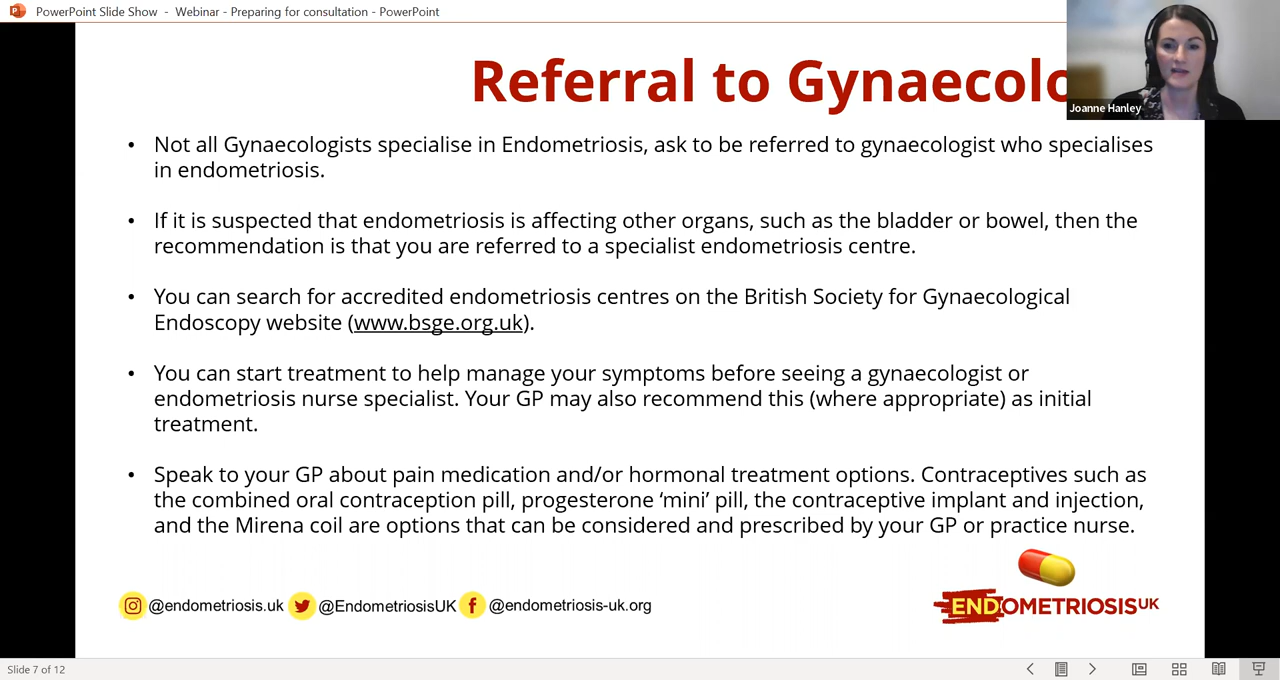 PowerPoint Slide Show - Webinar - Preparing for consultation - PowerPoint
Referral to Gynaecolo
Joanne Hanley
• Not all Gynaecologists specialise in Endometriosis, ask to be referred to gynaecologist who specialises
in endometriosis.
• If it is suspected that endometriosis is affecting other organs, such as the bladder or bowel, then the
recommendation is that you are referred to a specialist endometriosis centre.
• You can search for accredited endometriosis centres on the British Society for Gynaecological
Endoscopy website (www.bsge.org.uk).
• You can start treatment to help manage your symptoms before seeing a gynaecologist or
endometriosis nurse specialist. Your GP may also recommend this (where appropriate) as initial
treatment.
• Speak to your GP about pain medication and/or hormonal treatment options. Contraceptives such as
the combined oral contraception pill, progesterone ‘mini’ pill, the contraceptive implant and injection,
and the Mirena coil are options that can be considered and prescribed by your GP or practice nurse.
@endometriosis.uk @EndometriosisUK @endometriosis-uk.org
ENDOMETRIOSIS UK
Slide 7 of 12